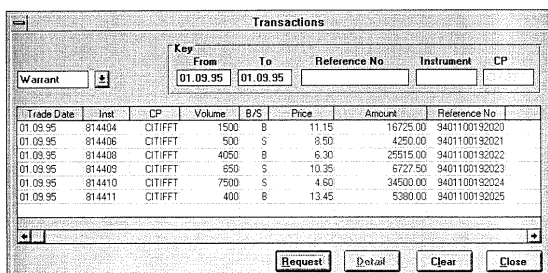 Transactions
Key
From To Reference No Instrument CP
Warrant 01.09.95 01.09.95
Trade Date Inst CP Volume B/S Price Amount Reference No
01.09.95 814404 CITIFFT 1500 B 11.15 16725.00 9401100192020
01.09.95 814406 CITIFFT 500 S 8.50 4250.00 9401100192021
01.09.95 814408 CITIFFT 4050 B 6.30 25515.00 9401100192022
01.09.95 814409 CITIFFT 650 S 10.35 6727.50 9401100192023
01.09.95 814410 CITIFFT 7500 S 4.60 34500.00 9401100192024
01.09.95 814411 CITIFFT 400 B 13.45 5380.00 9401100192025
Request Detail Clear Close